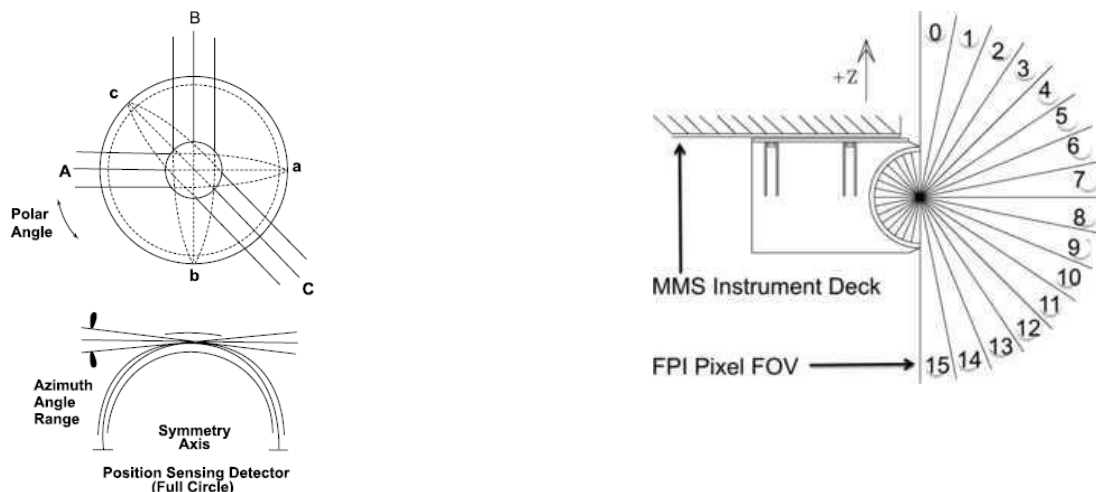 B
c
A
a
Polar
Angle
b
C
Azimuth
Angle
Range
Symmetry
Axis
Position Sensing Detector
(Full Circle)
+Z
0
1
2
3
4
5
6
7
8
9
10
11
12
13
14
15
MMS Instrument Deck
FPI Pixel FOV